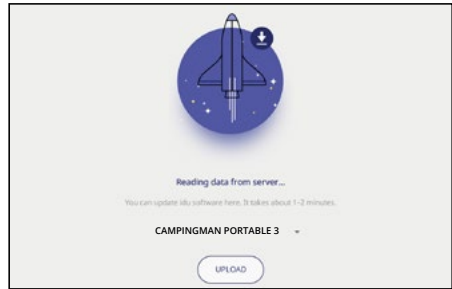 Reading data from server...
You can update idu software here. It takes about 1-2 minutes.
CAMPINGMAN PORTABLE 3
UPLOAD